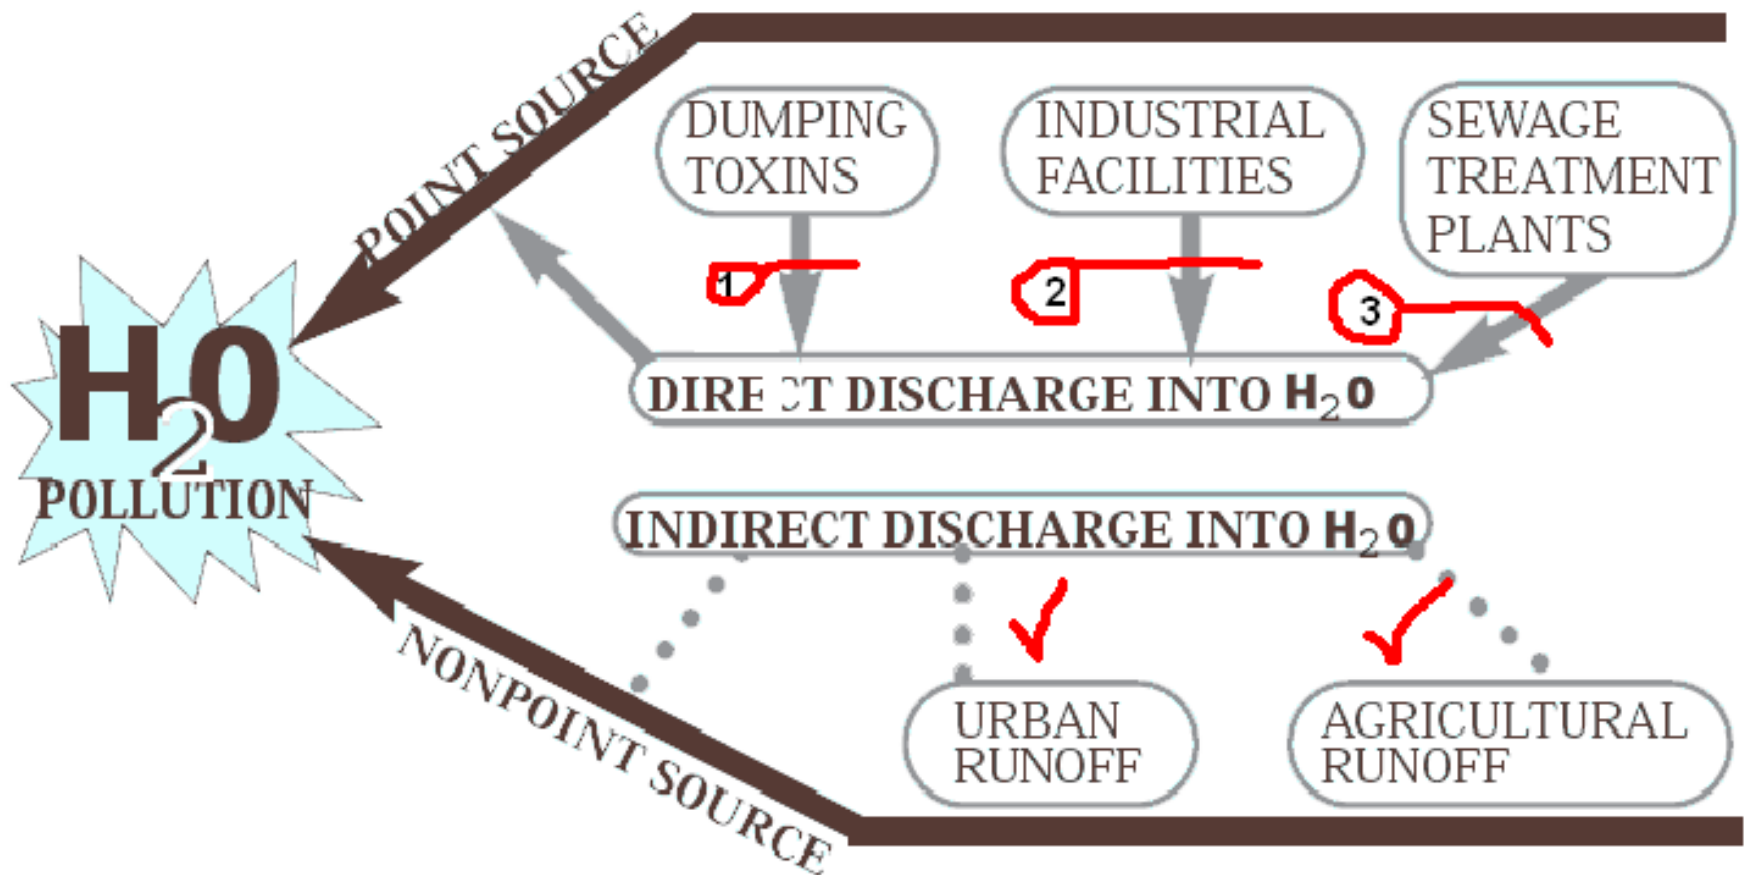 POINT SOURCE
DUMPING
TOXINS
INDUSTRIAL
FACILITIES
SEWAGE
TREATMENT
PLANTS
1
2
3
DIRECT DISCHARGE INTO H₂O
H₂O
POLLUTION
INDIRECT DISCHARGE INTO H₂O
NONPOINT SOURCE
URBAN
RUNOFF
AGRICULTURAL
RUNOFF